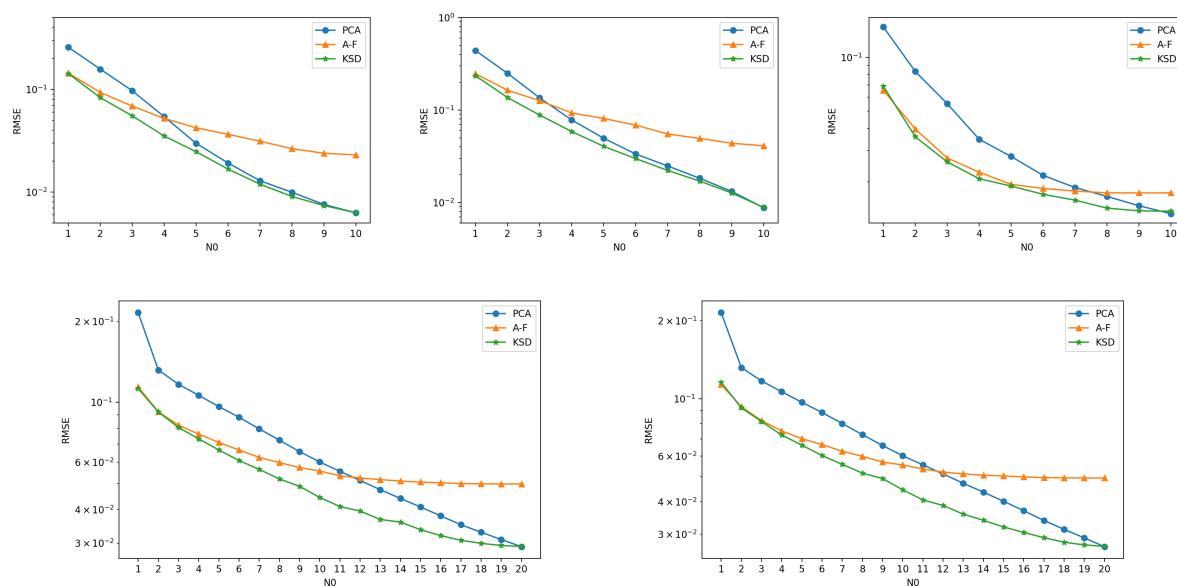 PCA
A-F
KSD
RMSE
10⁻¹
10⁻²
1 2 3 4 5 6 7 8 9 10
N0
PCA
A-F
KSD
RMSE
10⁰
10⁻¹
10⁻²
1 2 3 4 5 6 7 8 9 10
N0
PCA
A-F
KSD
RMSE
10⁻¹
1 2 3 4 5 6 7 8 9 10
N0
PCA
A-F
KSD
RMSE
2 × 10⁻¹
10⁻¹
6 × 10⁻²
4 × 10⁻²
3 × 10⁻²
1 2 3 4 5 6 7 8 9 10 11 12 13 14 15 16 17 18 19 20
N0
PCA
A-F
KSD
RMSE
2 × 10⁻¹
10⁻¹
6 × 10⁻²
4 × 10⁻²
3 × 10⁻²
1 2 3 4 5 6 7 8 9 10 11 12 13 14 15 16 17 18 19 20
N0